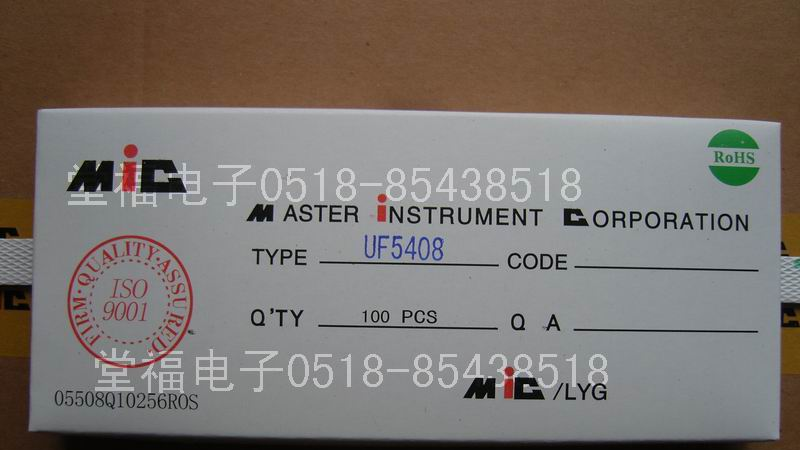 RoHS
MiC
堂福电子0518-85438518
MASTER INSTRUMENT CORPORATION
TYPE UF5408 CODE
FIRM·QUALITY·ASSURED.
ISO
9001
Q'TY 100 PCS Q A
堂福电子0518-85438518
MiC/LYG
05508Q10256R0S